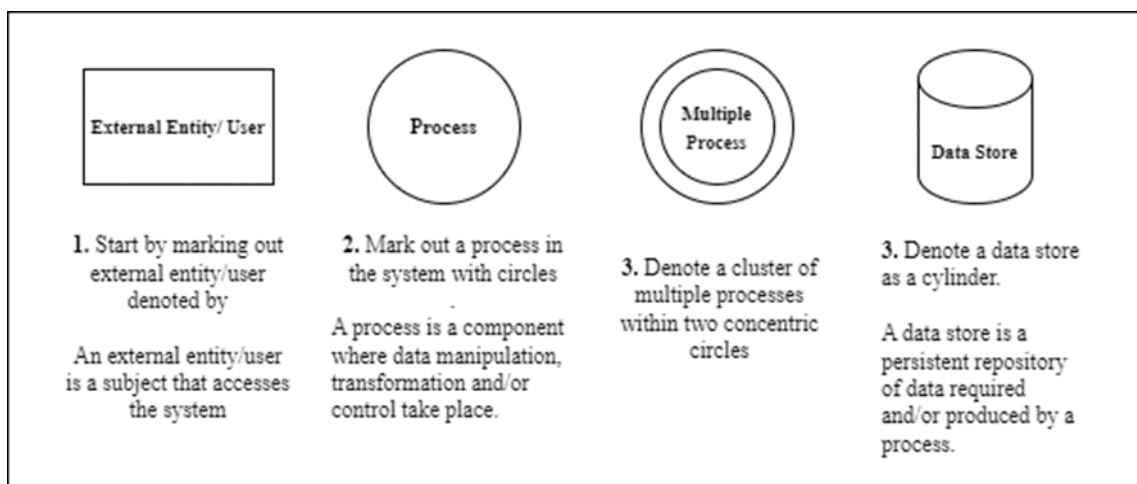 External Entity/ User
Process
Multiple
Process
Data Store
1. Start by marking out
external entity/user
denoted by
An external entity/user
is a subject that accesses
the system
2. Mark out a process in
the system with circles
.
A process is a component
where data manipulation,
transformation and/or
control take place.
3. Denote a cluster of
multiple processes
within two concentric
circles
3. Denote a data store
as a cylinder.
A data store is a
persistent repository
of data required
and/or produced by a
process.